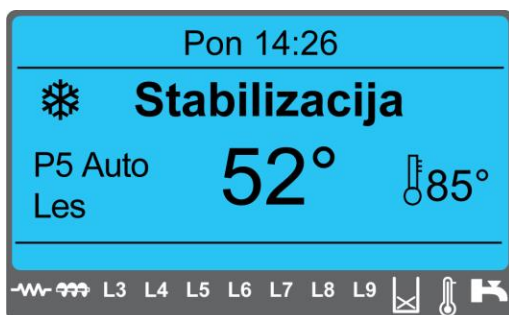 Pon 14:26
Stabilizacija
P5 Auto
Les
52°
85°
L3 L4 L5 L6 L7 L8 L9